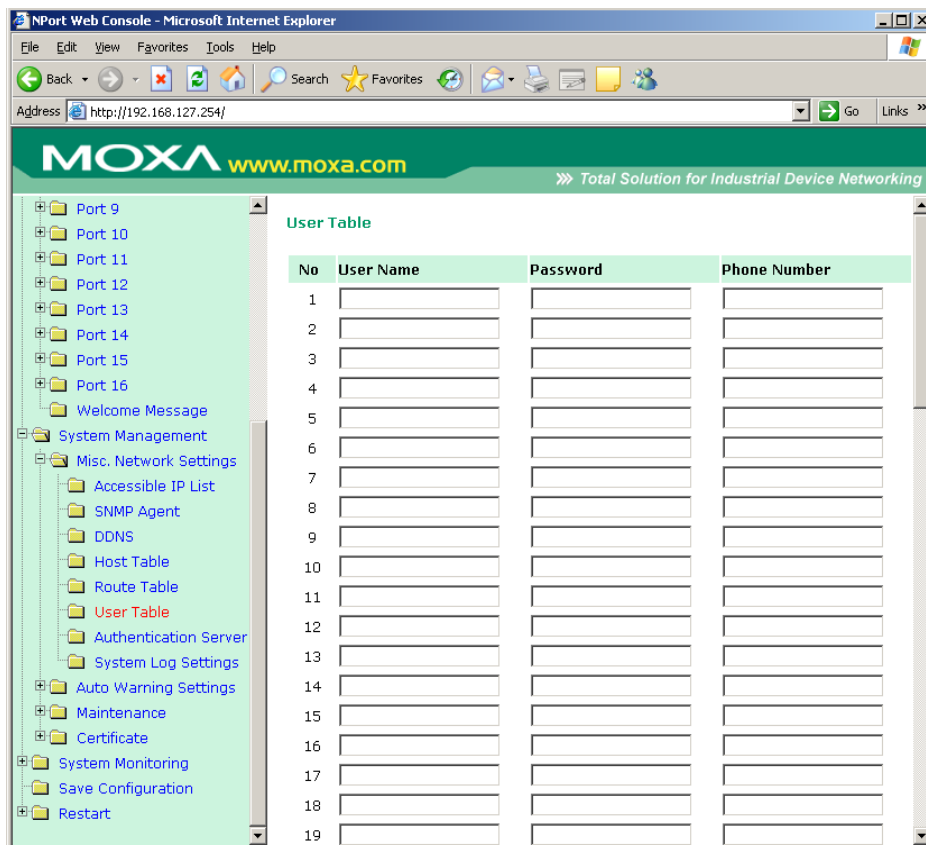 NPort Web Console - Microsoft Internet Explorer
File Edit View Favorites Tools Help
Back Search Favorites
Address http://192.168.127.254/ Go Links »
MOXA www.moxa.com
Total Solution for Industrial Device Networking
Port 9
Port 10
Port 11
Port 12
Port 13
Port 14
Port 15
Port 16
Welcome Message
System Management
Misc. Network Settings
Accessible IP List
SNMP Agent
DDNS
Host Table
Route Table
User Table
Authentication Server
System Log Settings
Auto Warning Settings
Maintenance
Certificate
System Monitoring
Save Configuration
Restart
User Table
No User Name Password Phone Number
1
2
3
4
5
6
7
8
9
10
11
12
13
14
15
16
17
18
19